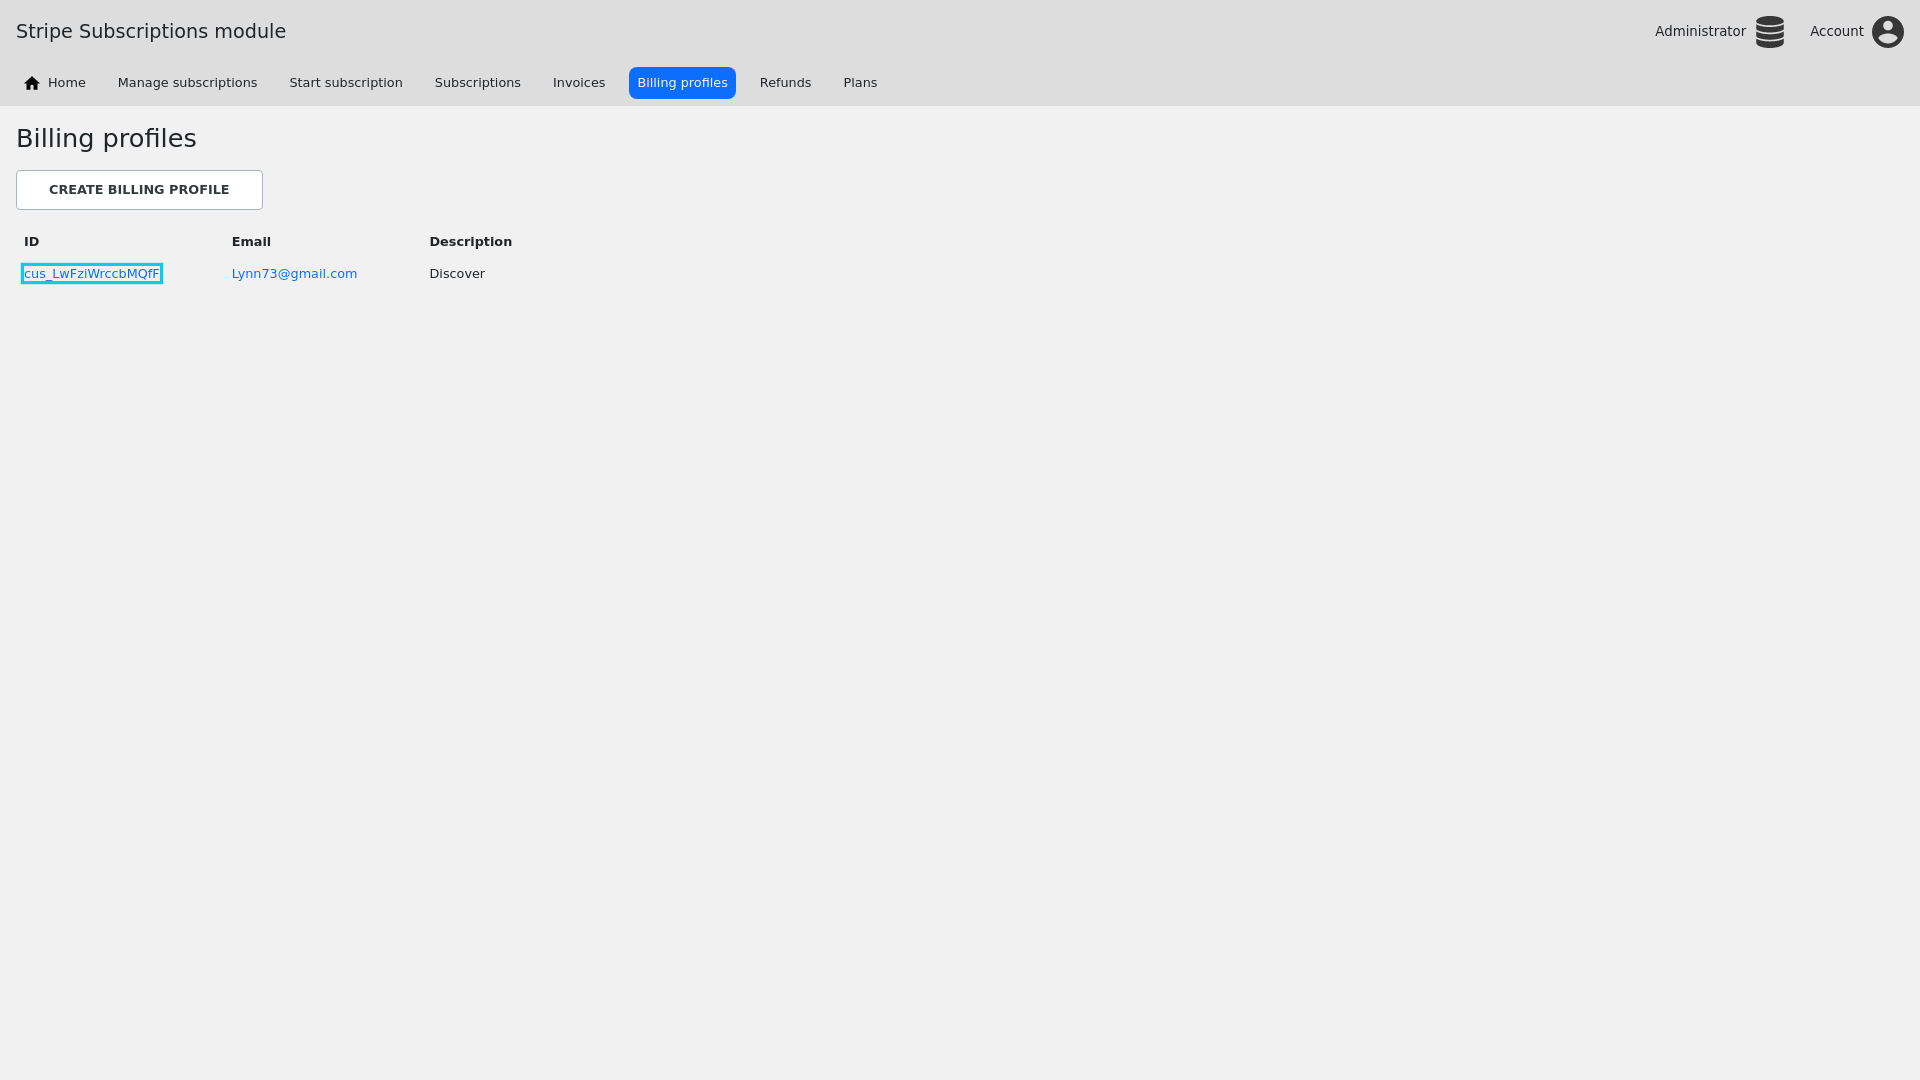 Stripe Subscriptions module
Administrator
Account
Home
Manage subscriptions
Start subscription
Subscriptions
Invoices
Billing profiles
Refunds
Plans
Billing profiles
CREATE BILLING PROFILE
ID Email Description
cus_LwFziWrccbMQfF Lynn73@gmail.com Discover